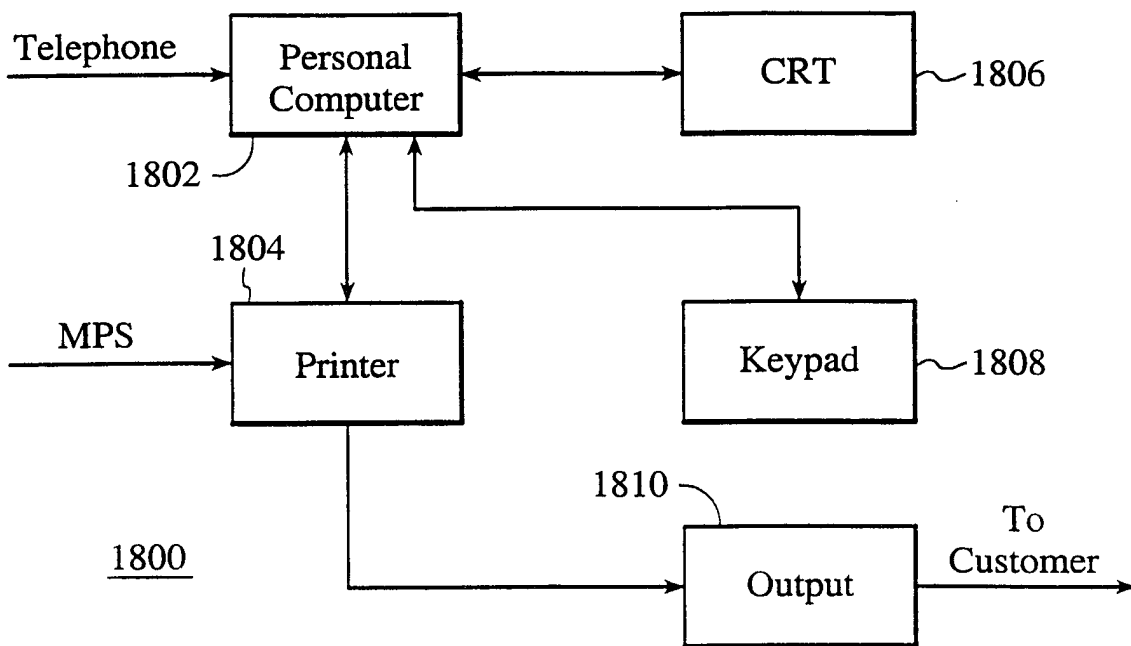 Telephone
Personal
Computer
CRT
1806
1802
1804
MPS
Printer
Keypad
1808
1810
To
Customer
1800
Output